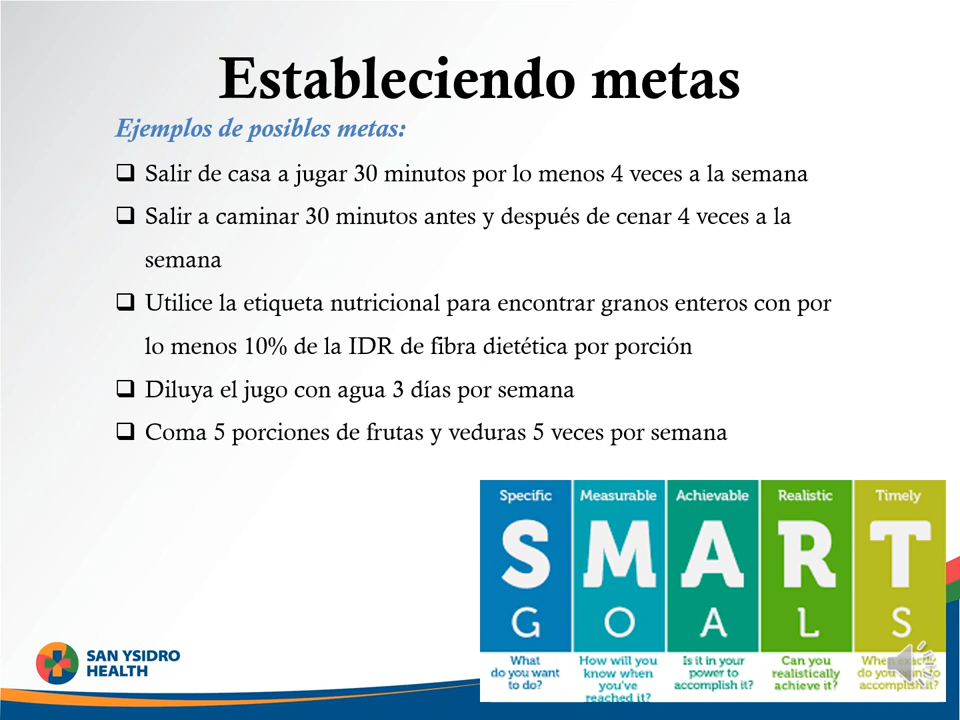 Estableciendo metas
Ejemplos de posibles metas:
Salir de casa a jugar 30 minutos por lo menos 4 veces a la semana
Salir a caminar 30 minutos antes y después de cenar 4 veces a la
semana
Utilice la etiqueta nutricional para encontrar granos enteros con por
lo menos 10% de la IDR de fibra dietética por porción
Diluya el jugo con agua 3 días por semana
Coma 5 porciones de frutas y veduras 5 veces por semana
Specific Measurable Achievable Realistic Timely
S M A R T
G O A L S
What How will you Is it in your Can you When
do you want know when power to realistically do you
to do? you've accomplish it? achieve it? accomplish it?
reached it?
SAN YSIDRO
HEALTH